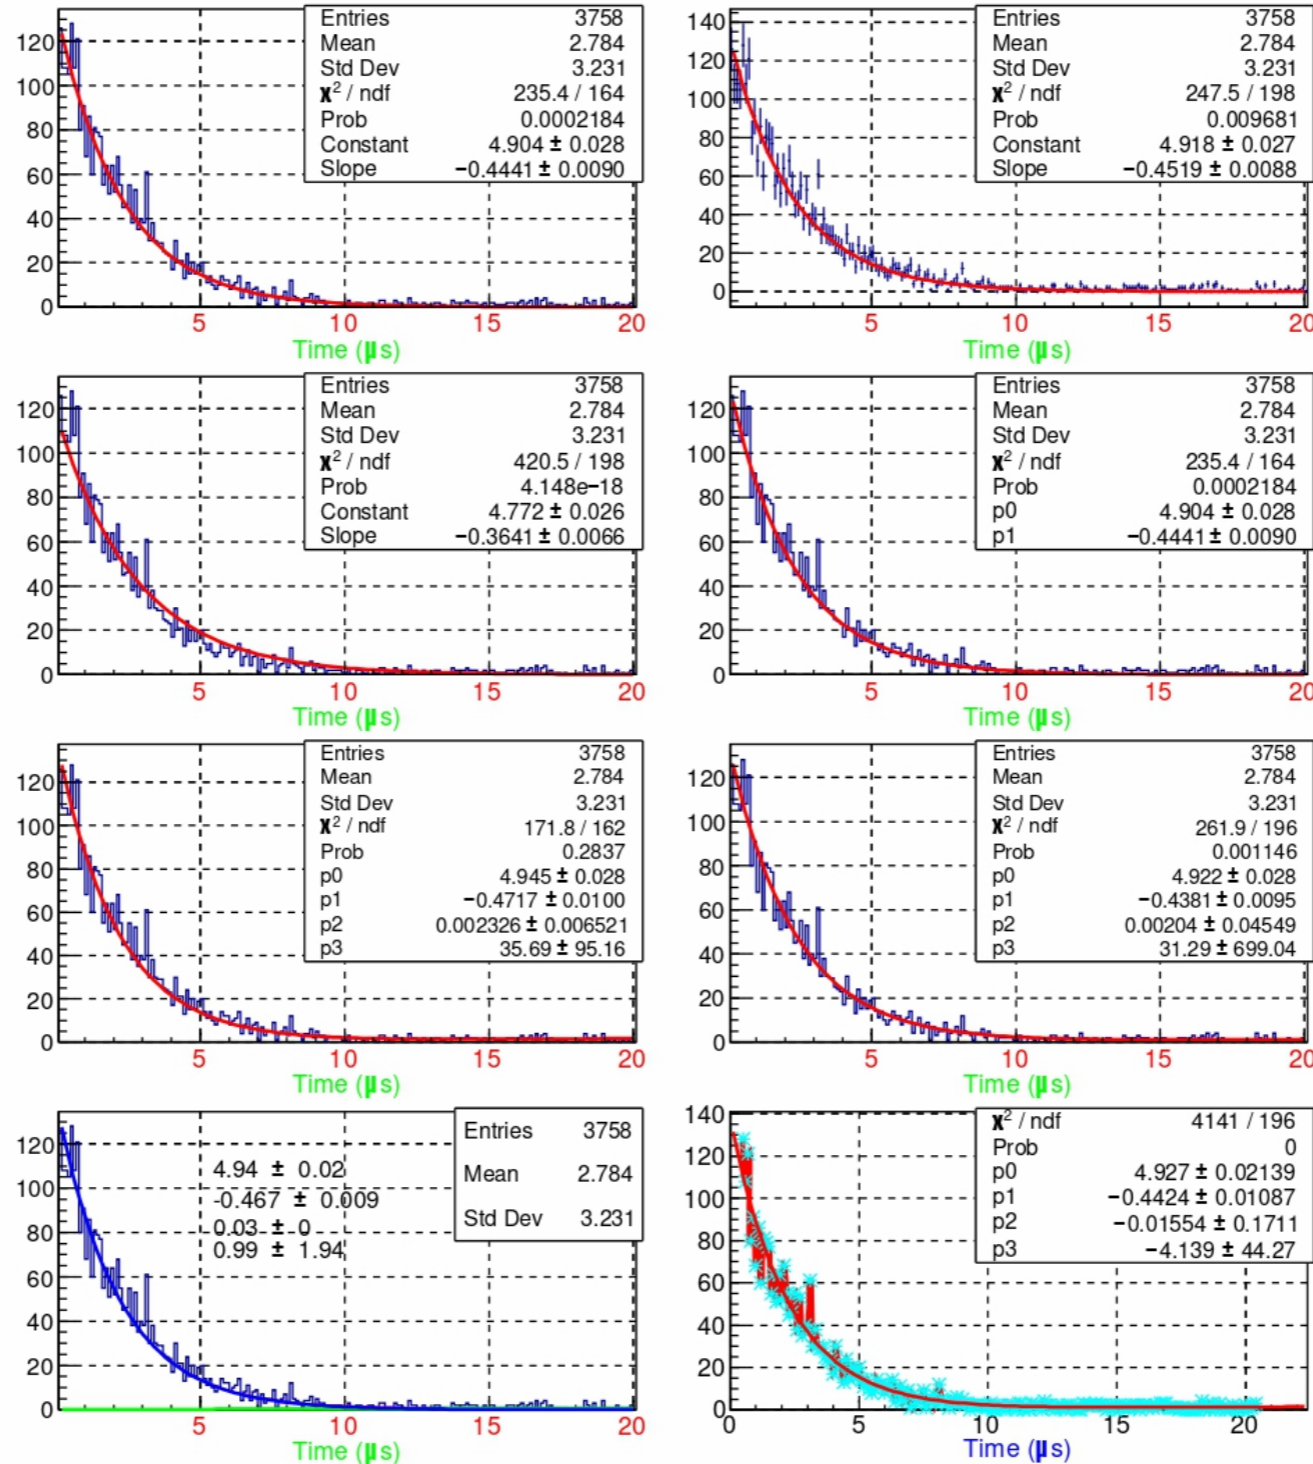 Entries 3758
Mean 2.784
Std Dev 3.231
χ² / ndf 235.4 / 164
Prob 0.0002184
Constant 4.904 ± 0.028
Slope −0.4441 ± 0.0090
120
100
80
60
40
20
0
5 10 15 20
Time (μs)
Entries 3758
Mean 2.784
Std Dev 3.231
χ² / ndf 247.5 / 198
Prob 0.009681
Constant 4.918 ± 0.027
Slope −0.4519 ± 0.0088
140
120
100
80
60
40
20
0
5 10 15 20
Time (μs)
Entries 3758
Mean 2.784
Std Dev 3.231
χ² / ndf 420.5 / 198
Prob 4.148e−18
Constant 4.772 ± 0.026
Slope −0.3641 ± 0.0066
120
100
80
60
40
20
0
5 10 15 20
Time (μs)
Entries 3758
Mean 2.784
Std Dev 3.231
χ² / ndf 235.4 / 164
Prob 0.0002184
p0 4.904 ± 0.028
p1 −0.4441 ± 0.0090
120
100
80
60
40
20
0
5 10 15 20
Time (μs)
Entries 3758
Mean 2.784
Std Dev 3.231
χ² / ndf 171.8 / 162
Prob 0.2837
p0 4.945 ± 0.028
p1 −0.4717 ± 0.0100
p2 0.002326 ± 0.006521
p3 35.69 ± 95.16
120
100
80
60
40
20
0
5 10 15 20
Time (μs)
Entries 3758
Mean 2.784
Std Dev 3.231
χ² / ndf 261.9 / 196
Prob 0.001146
p0 4.922 ± 0.028
p1 −0.4381 ± 0.0095
p2 0.00204 ± 0.04549
p3 31.29 ± 699.04
120
100
80
60
40
20
0
5 10 15 20
Time (μs)
Entries 3758
Mean 2.784
Std Dev 3.231
4.94 ± 0.02
-0.467 ± 0.009
0.03 ± 0
0.99 ± 1.94
120
100
80
60
40
20
0
5 10 15 20
Time (μs)
χ² / ndf 4141 / 196
Prob 0
p0 4.927 ± 0.02139
p1 −0.4424 ± 0.01087
p2 −0.01554 ± 0.1711
p3 −4.139 ± 44.27
140
120
100
80
60
40
20
0
0 5 10 15 20
Time (μs)